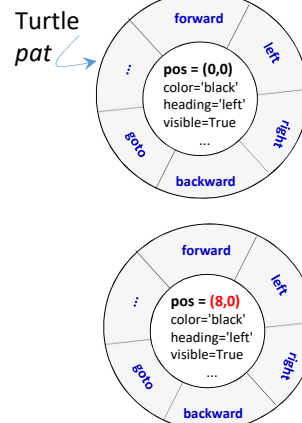 Turtle
pat
forward
left
right
backward
goto
...
pos = (0,0)
color='black'
heading='left'
visible=True
...
forward
left
right
backward
goto
...
pos = (8,0)
color='black'
heading='left'
visible=True
...